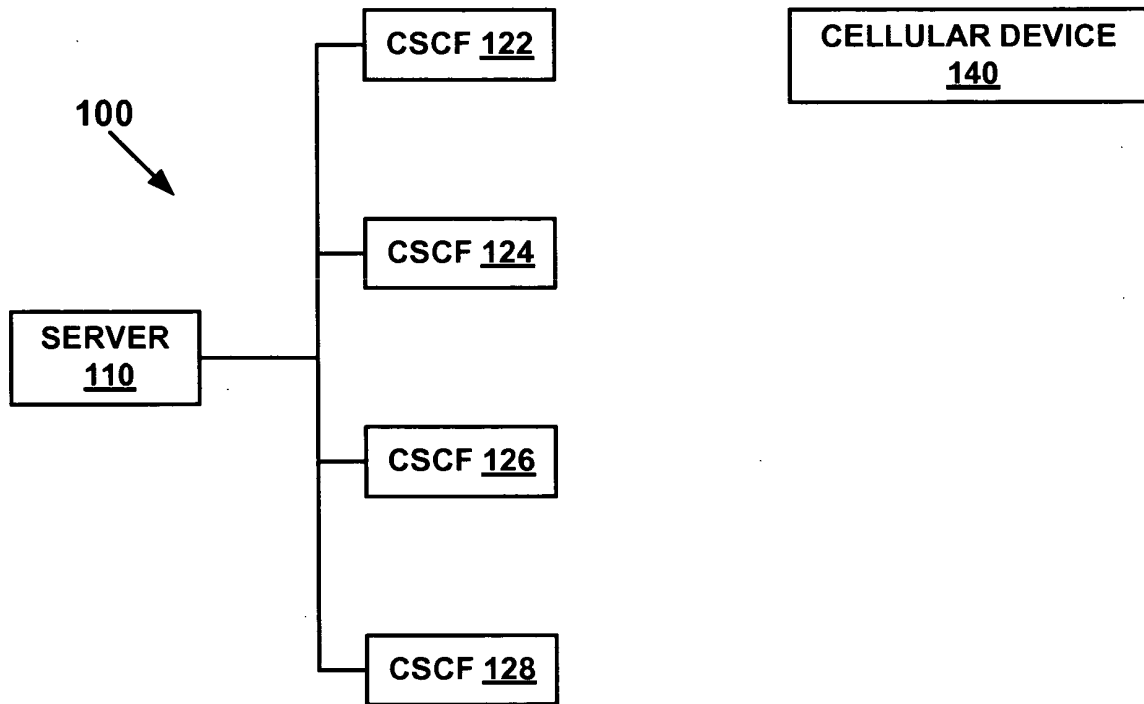 CSCF 122
CELLULAR DEVICE
140
100
CSCF 124
SERVER
110
CSCF 126
CSCF 128